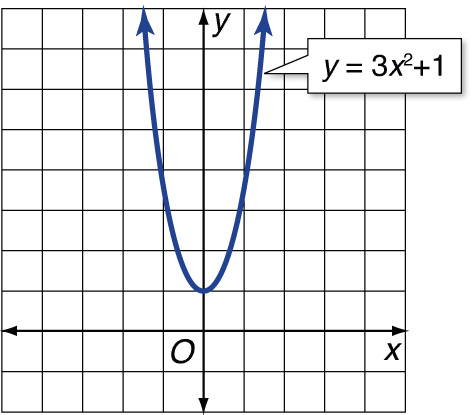 y
y = 3x²+1
O
x